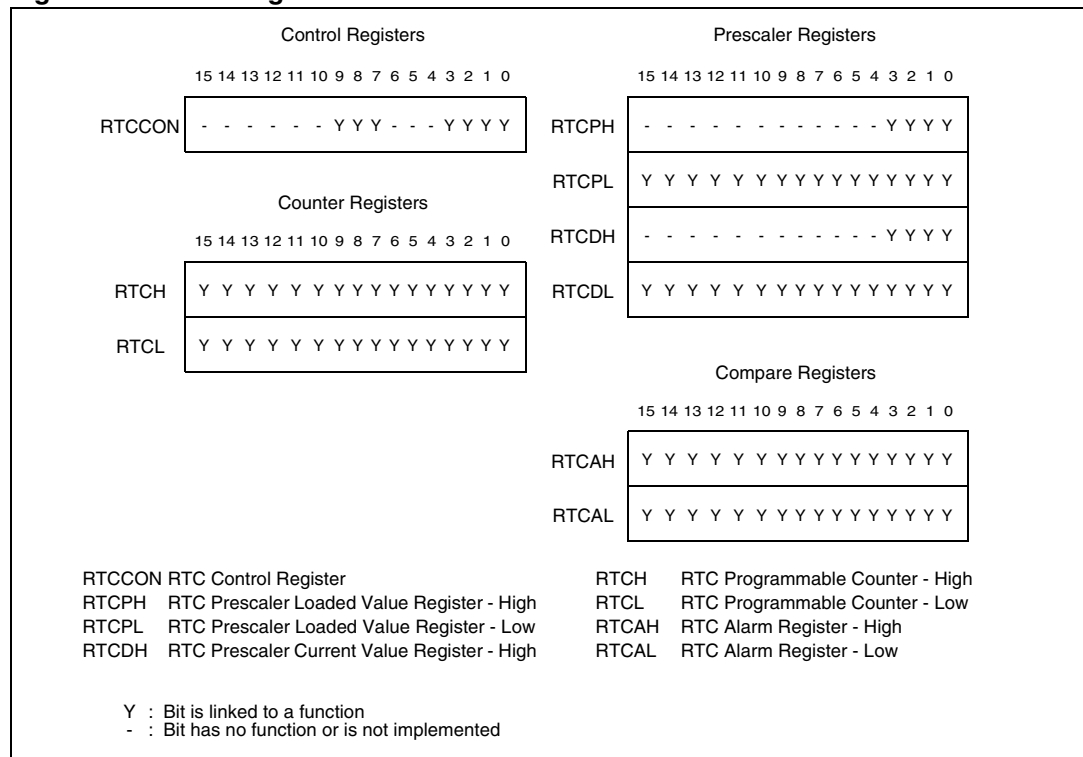 Control Registers
15 14 13 12 11 10 9 8 7 6 5 4 3 2 1 0
RTCCON - - - - - - Y Y Y - - - Y Y Y Y
Counter Registers
15 14 13 12 11 10 9 8 7 6 5 4 3 2 1 0
RTCH Y Y Y Y Y Y Y Y Y Y Y Y Y Y Y Y
RTCL Y Y Y Y Y Y Y Y Y Y Y Y Y Y Y Y
Prescaler Registers
15 14 13 12 11 10 9 8 7 6 5 4 3 2 1 0
RTCPH - - - - - - - - - - - - Y Y Y Y
RTCPL Y Y Y Y Y Y Y Y Y Y Y Y Y Y Y Y
RTCDH - - - - - - - - - - - - Y Y Y Y
RTCDL Y Y Y Y Y Y Y Y Y Y Y Y Y Y Y Y
Compare Registers
15 14 13 12 11 10 9 8 7 6 5 4 3 2 1 0
RTCAH Y Y Y Y Y Y Y Y Y Y Y Y Y Y Y Y
RTCAL Y Y Y Y Y Y Y Y Y Y Y Y Y Y Y Y
RTCCON RTC Control Register
RTCPH RTC Prescaler Loaded Value Register - High
RTCPL RTC Prescaler Loaded Value Register - Low
RTCDH RTC Prescaler Current Value Register - High
RTCH RTC Programmable Counter - High
RTCL RTC Programmable Counter - Low
RTCAH RTC Alarm Register - High
RTCAL RTC Alarm Register - Low
Y : Bit is linked to a function
- : Bit has no function or is not implemented